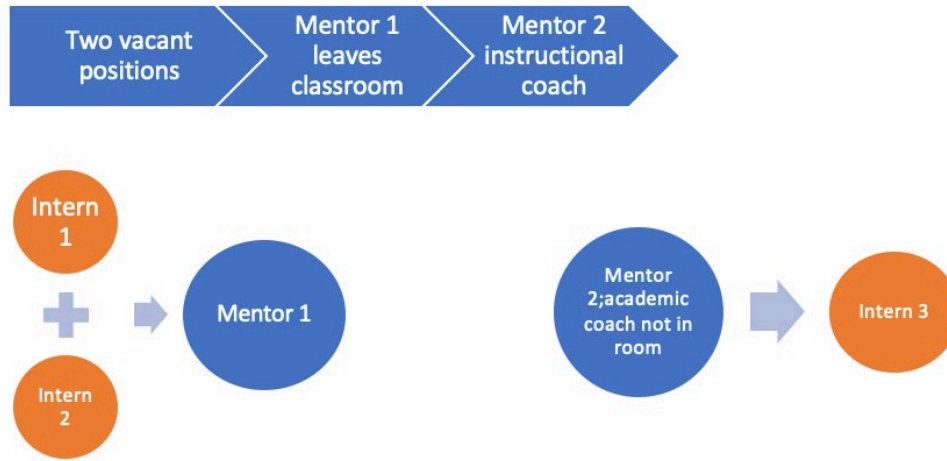 Two vacant
positions
Mentor 1
leaves
classroom
Mentor 2
instructional
coach
Intern
1
Intern
2
Mentor 1
Mentor
2;academic
coach not in
room
Intern 3